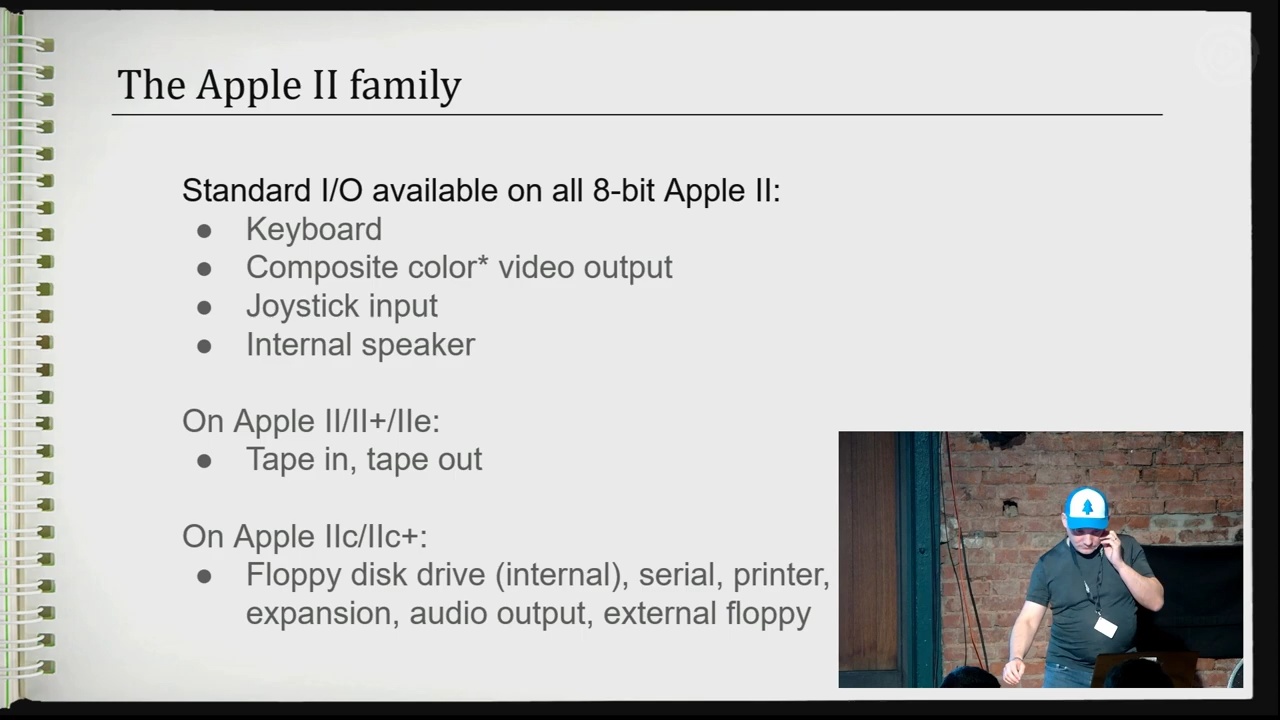 The Apple II family
Standard I/O available on all 8-bit Apple II:
● Keyboard
● Composite color* video output
● Joystick input
● Internal speaker
On Apple II/II+/IIe:
● Tape in, tape out
On Apple IIc/IIc+:
● Floppy disk drive (internal), serial, printer,
expansion, audio output, external floppy